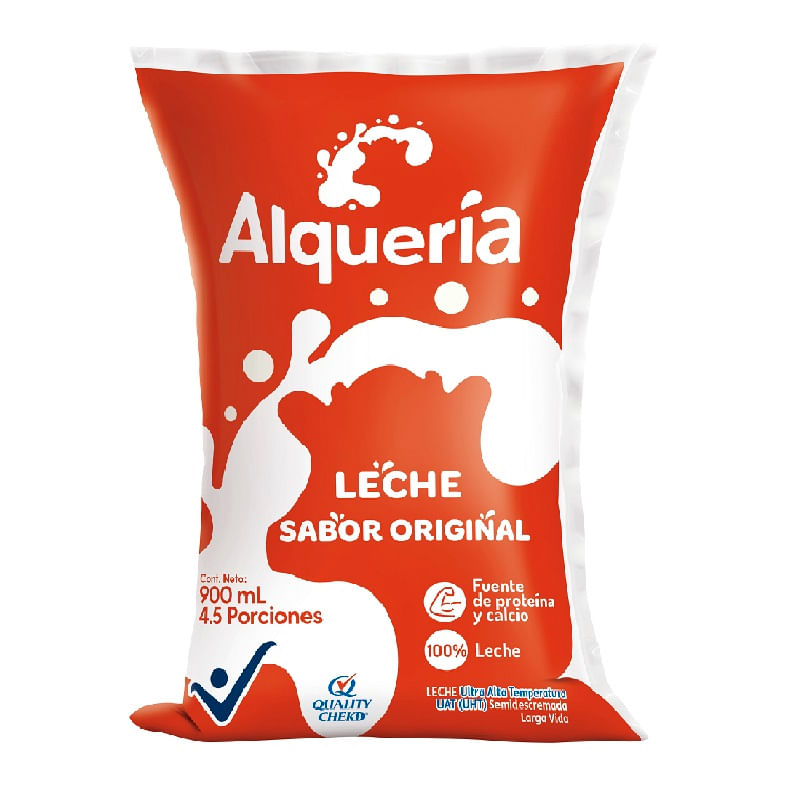 Alquería
LECHE
SABOR ORIGINAL
Cont. Neto:
900 mL
4.5 Porciones
Fuente
de proteína
y calcio
100% Leche
QUALITY
CHEKD
LECHE Ultra Alta Temperatura
UAT (UHT) Semidescremada
Larga Vida